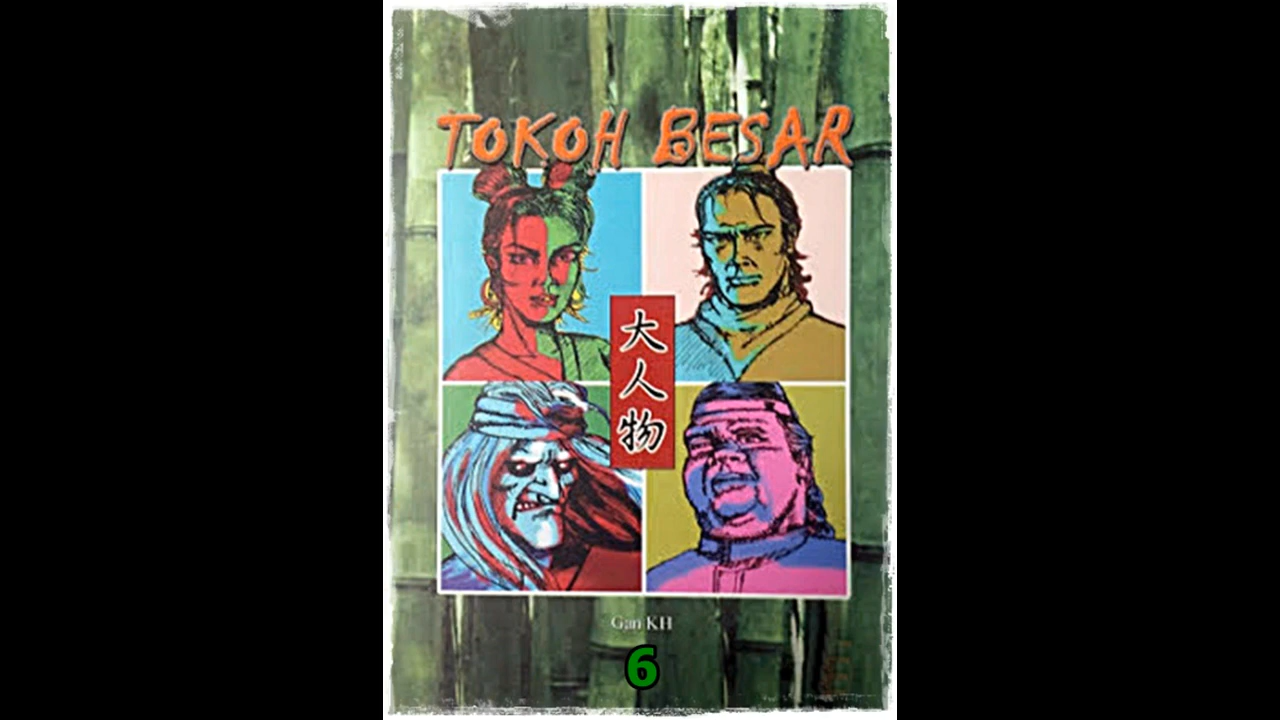 TOKOH BESAR
大
人
物
Gan KH
6